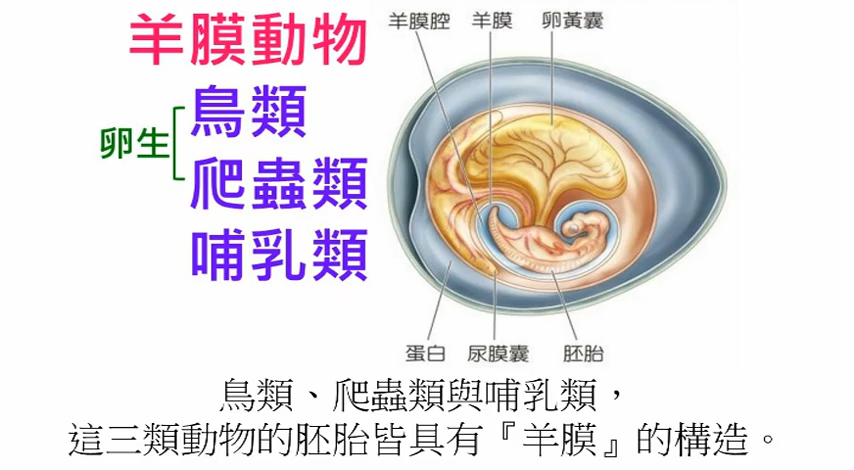 羊膜動物
卵生
鳥類
爬蟲類
哺乳類
羊膜腔 羊膜 卵黃囊
蛋白 尿膜囊 胚胎
鳥類、爬蟲類與哺乳類，
這三類動物的胚胎皆具有『羊膜』的構造。